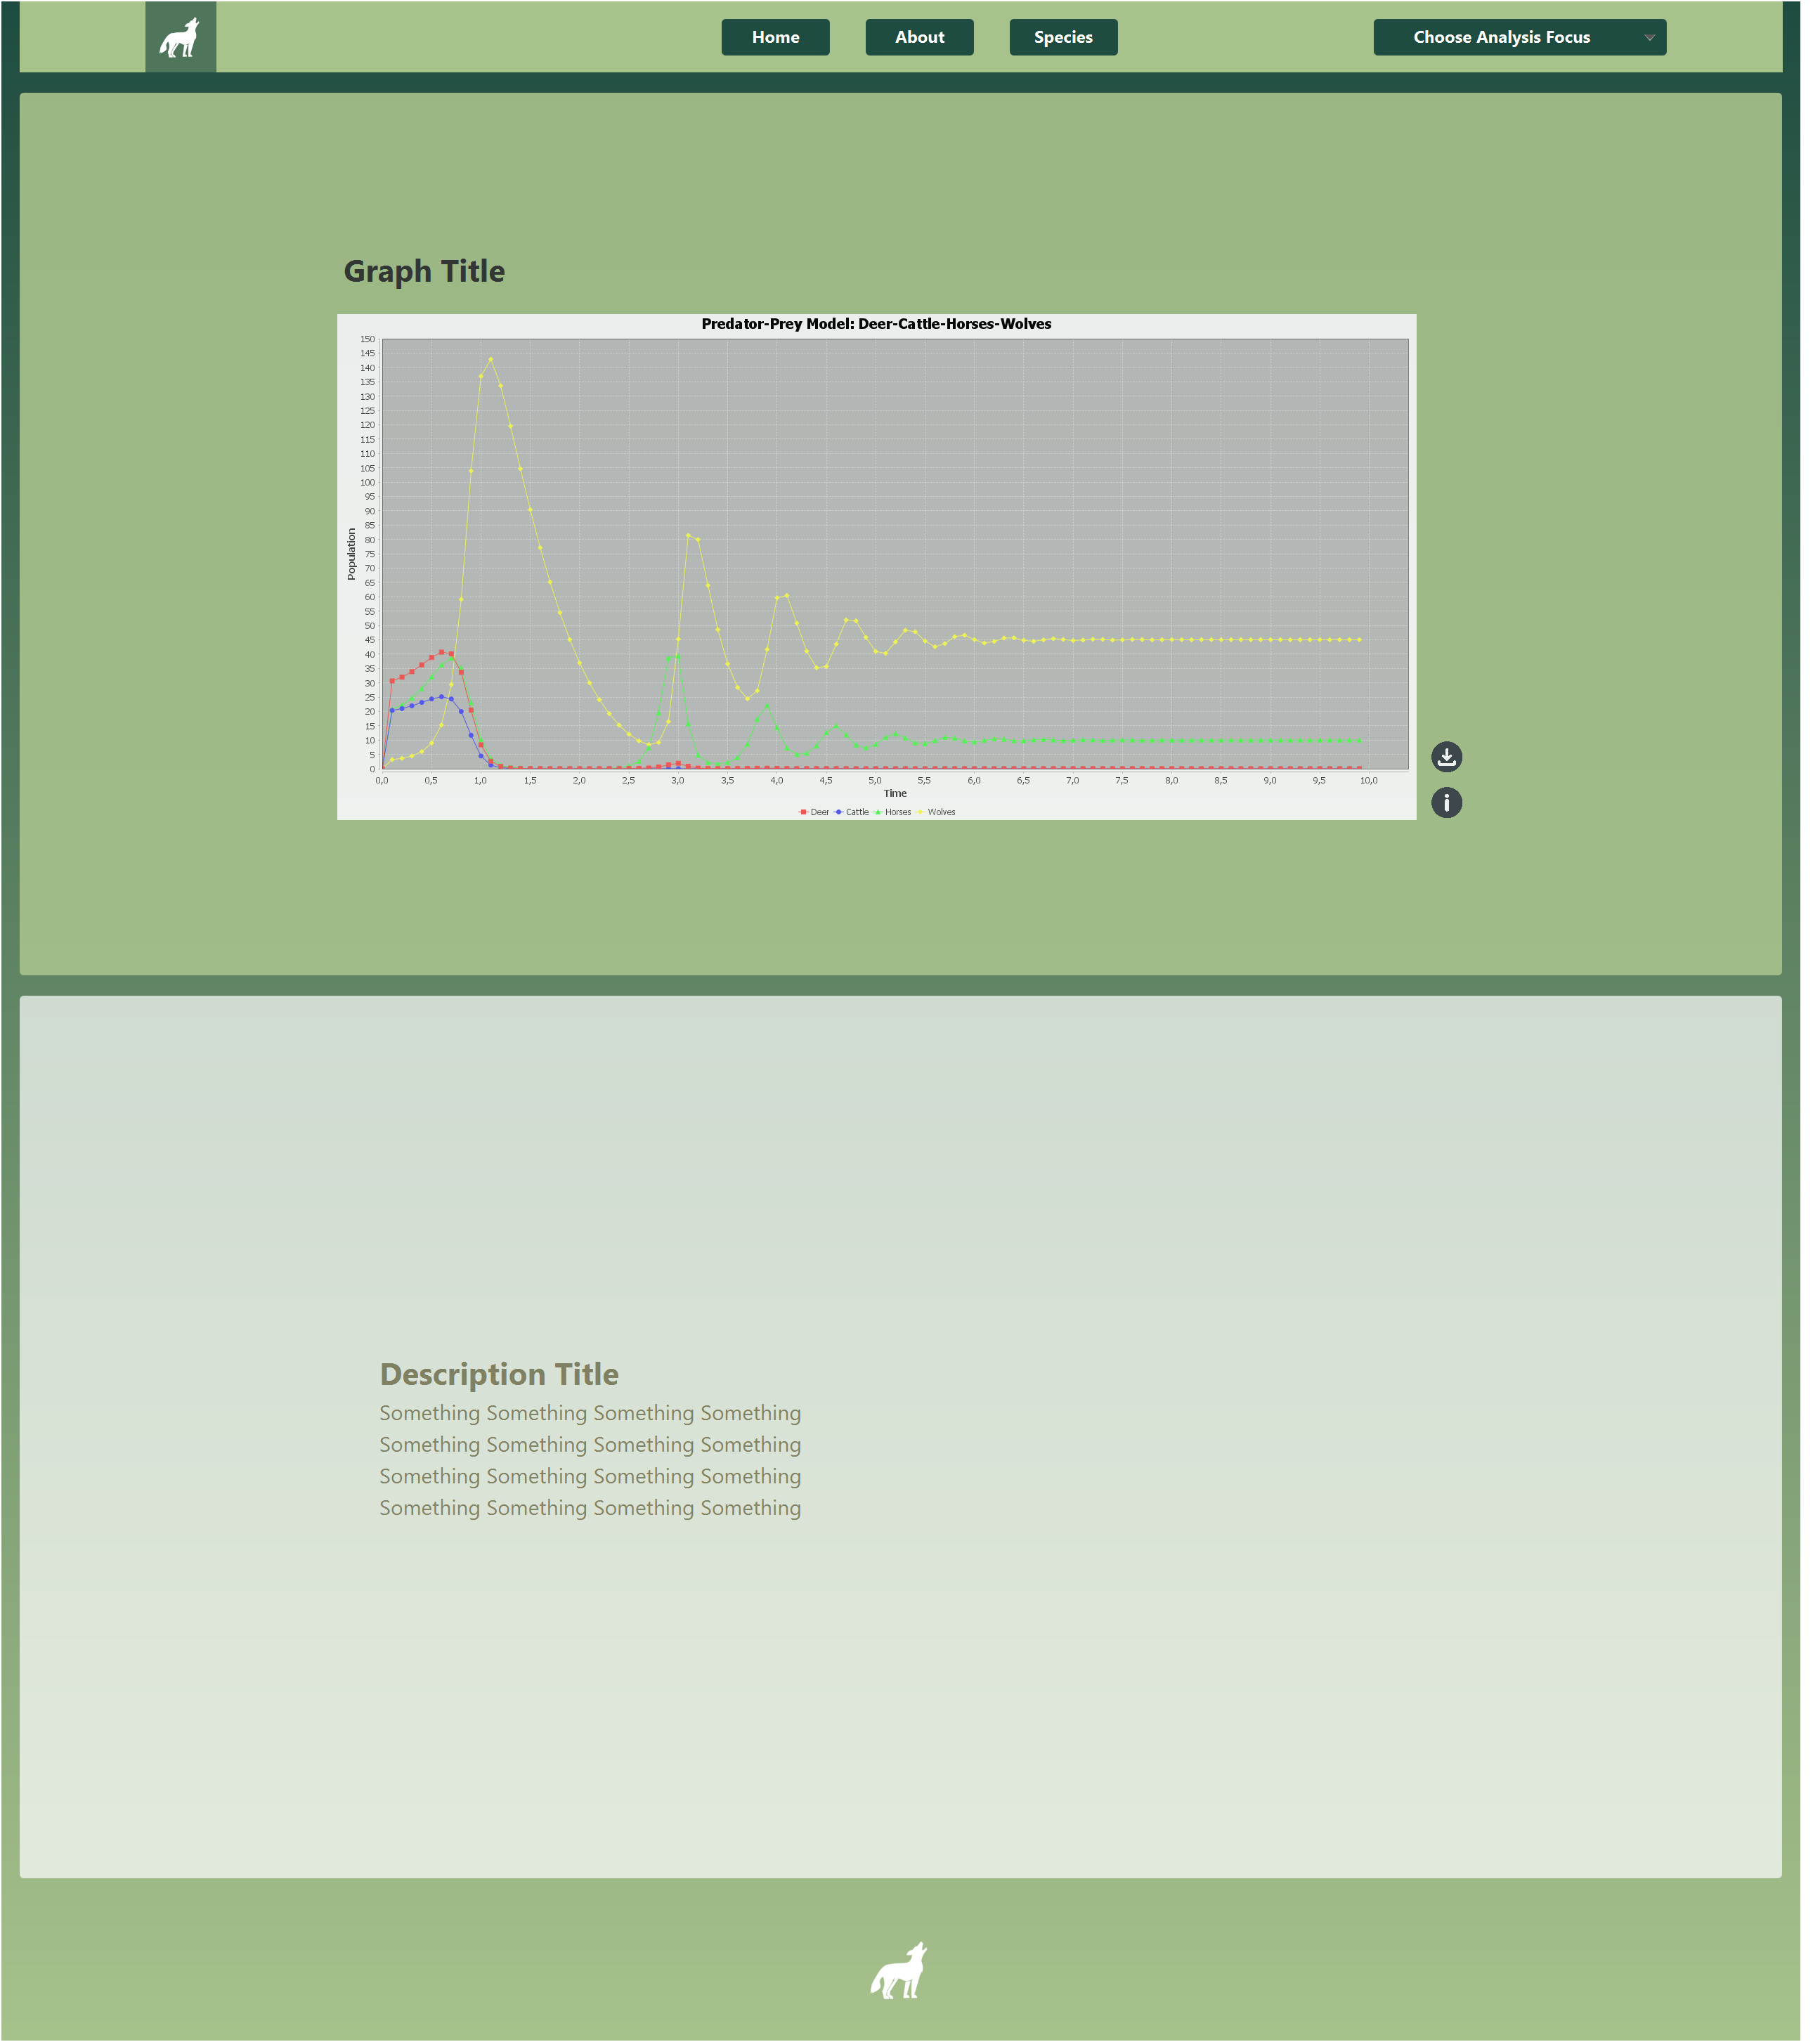 Home About Species Choose Analysis Focus
Graph Title
Predator-Prey Model: Deer-Cattle-Horses-Wolves
150
145
140
135
130
125
120
115
110
105
100
95
90
85
80
75
70
65
60
55
50
45
40
35
30
25
20
15
10
5
0
Population
0,0 0,5 1,0 1,5 2,0 2,5 3,0 3,5 4,0 4,5 5,0 5,5 6,0 6,5 7,0 7,5 8,0 8,5 9,0 9,5 10,0
Time
Deer Cattle Horses Wolves
Description Title
Something Something Something Something
Something Something Something Something
Something Something Something Something
Something Something Something Something